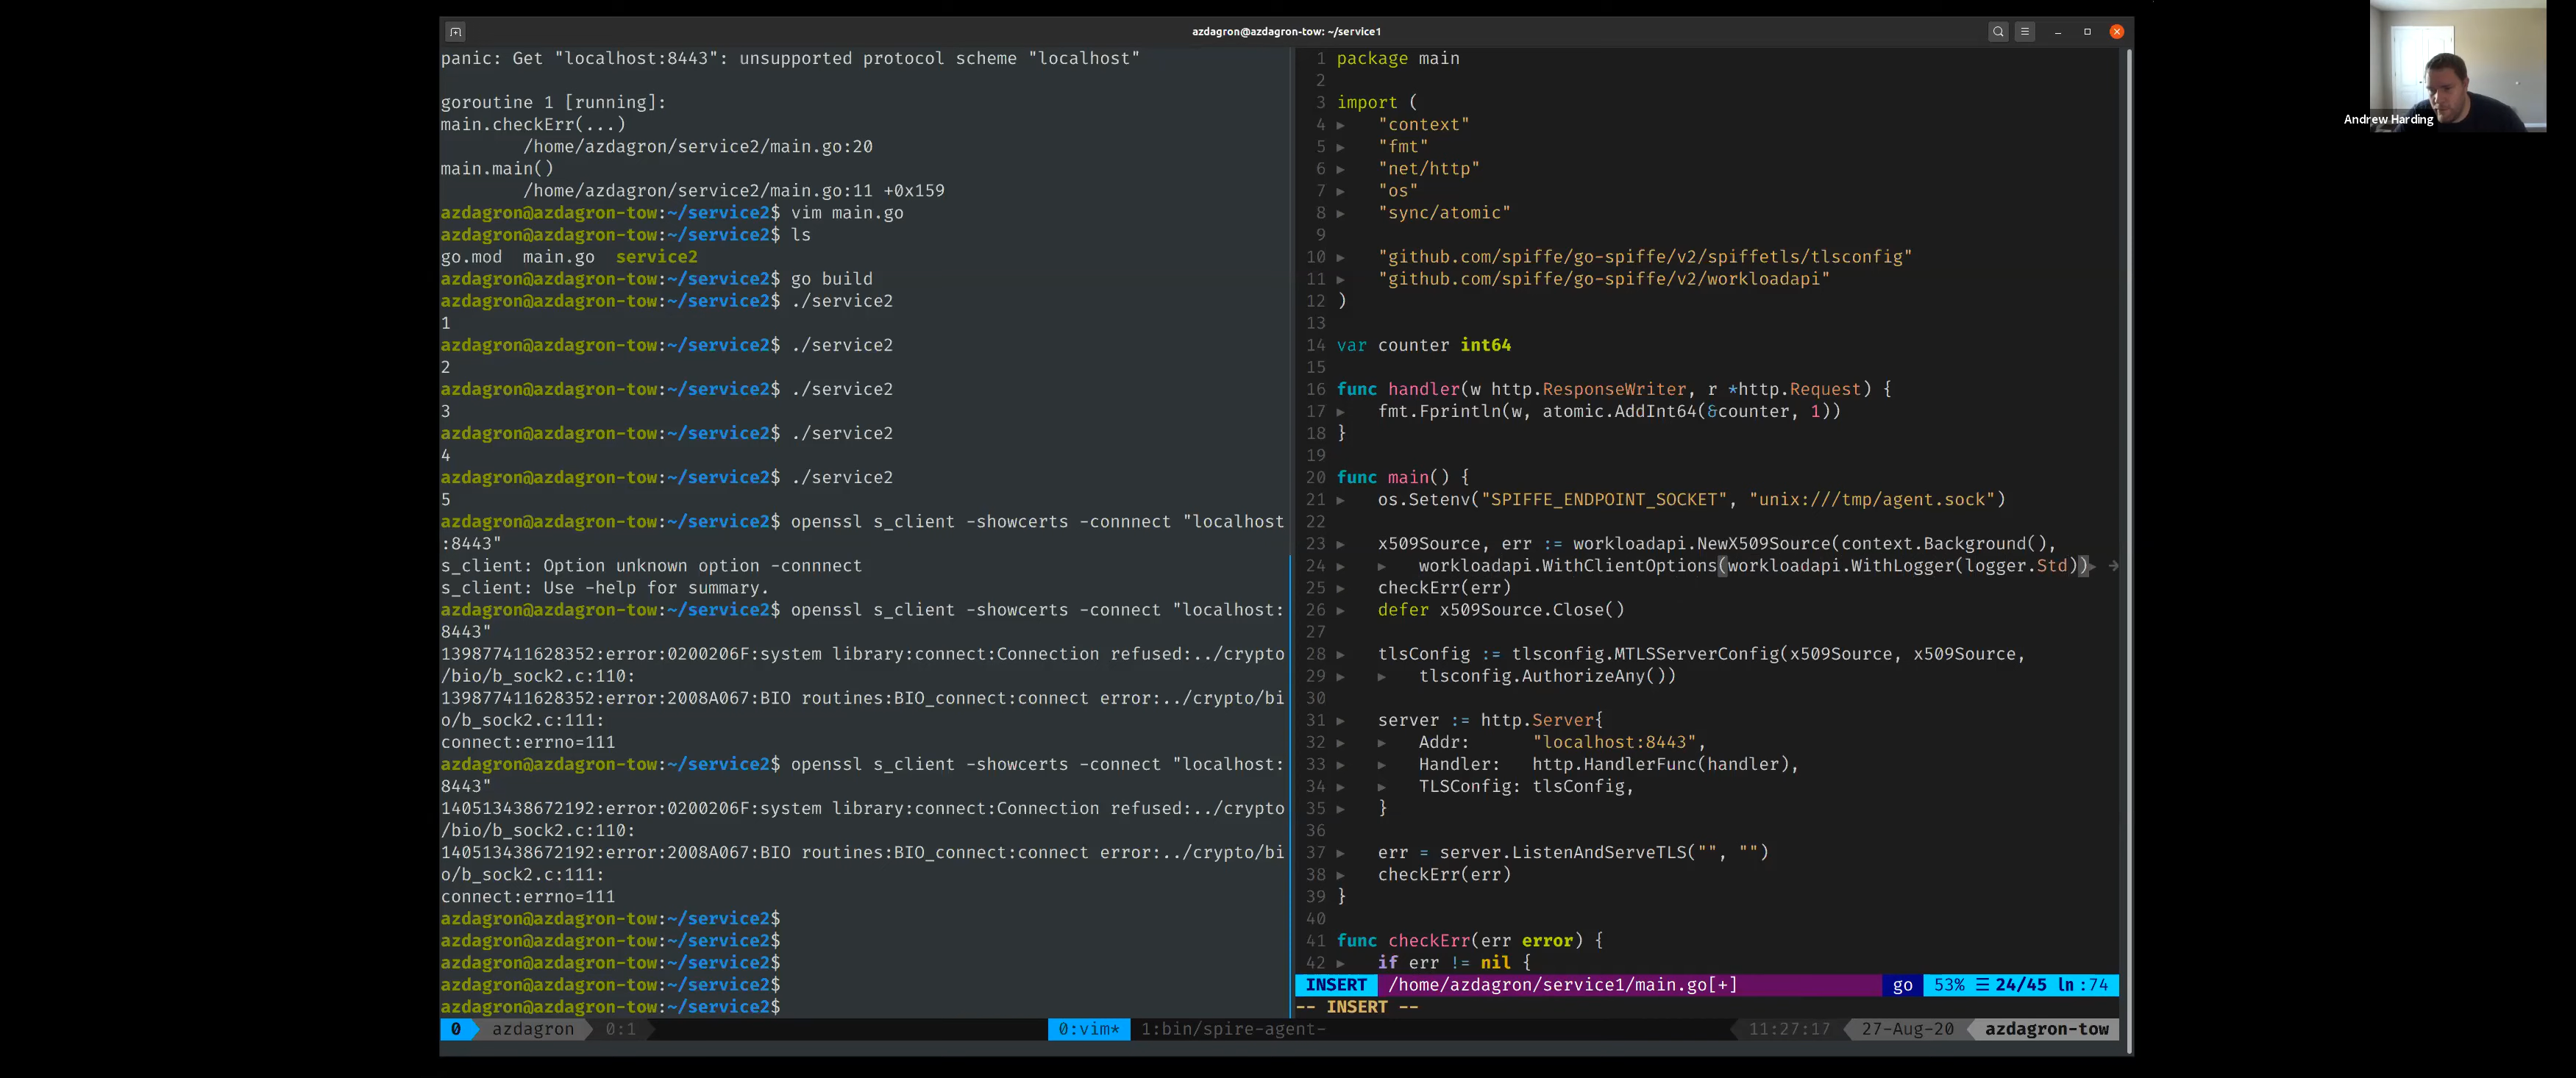 azdagron@azdagron-tow: ~/service1
panic: Get "localhost:8443": unsupported protocol scheme "localhost"
goroutine 1 [running]:
main.checkErr(...)
/home/azdagron/service2/main.go:20
main.main()
/home/azdagron/service2/main.go:11 +0x159
azdagron@azdagron-tow:~/service2$ vim main.go
azdagron@azdagron-tow:~/service2$ ls
go.mod  main.go  service2
azdagron@azdagron-tow:~/service2$ go build
azdagron@azdagron-tow:~/service2$ ./service2
1
azdagron@azdagron-tow:~/service2$ ./service2
2
azdagron@azdagron-tow:~/service2$ ./service2
3
azdagron@azdagron-tow:~/service2$ ./service2
4
azdagron@azdagron-tow:~/service2$ ./service2
5
azdagron@azdagron-tow:~/service2$ openssl s_client -showcerts -connnect "localhost
:8443"
s_client: Option unknown option -connnect
s_client: Use -help for summary.
azdagron@azdagron-tow:~/service2$ openssl s_client -showcerts -connect "localhost:
8443"
139877411628352:error:0200206F:system library:connect:Connection refused:../crypto
/bio/b_sock2.c:110:
139877411628352:error:2008A067:BIO routines:BIO_connect:connect error:../crypto/bi
o/b_sock2.c:111:
connect:errno=111
azdagron@azdagron-tow:~/service2$ openssl s_client -showcerts -connect "localhost:
8443"
140513438672192:error:0200206F:system library:connect:Connection refused:../crypto
/bio/b_sock2.c:110:
140513438672192:error:2008A067:BIO routines:BIO_connect:connect error:../crypto/bi
o/b_sock2.c:111:
connect:errno=111
azdagron@azdagron-tow:~/service2$
azdagron@azdagron-tow:~/service2$
azdagron@azdagron-tow:~/service2$
azdagron@azdagron-tow:~/service2$
azdagron@azdagron-tow:~/service2$
1 package main
2
3 import (
4 "context"
5 "fmt"
6 "net/http"
7 "os"
8 "sync/atomic"
9
10 "github.com/spiffe/go-spiffe/v2/spiffetls/tlsconfig"
11 "github.com/spiffe/go-spiffe/v2/workloadapi"
12 )
13
14 var counter int64
15
16 func handler(w http.ResponseWriter, r *http.Request) {
17 fmt.Fprintln(w, atomic.AddInt64(&counter, 1))
18 }
19
20 func main() {
21 os.Setenv("SPIFFE_ENDPOINT_SOCKET", "unix:///tmp/agent.sock")
22
23 x509Source, err := workloadapi.NewX509Source(context.Background(),
24 workloadapi.WithClientOptions(workloadapi.WithLogger(logger.Std))
25 checkErr(err)
26 defer x509Source.Close()
27
28 tlsConfig := tlsconfig.MTLSServerConfig(x509Source, x509Source,
29 tlsconfig.AuthorizeAny())
30
31 server := http.Server{
32 Addr: "localhost:8443",
33 Handler: http.HandlerFunc(handler),
34 TLSConfig: tlsConfig,
35 }
36
37 err = server.ListenAndServeTLS("", "")
38 checkErr(err)
39 }
40
41 func checkErr(err error) {
42 if err != nil {
INSERT /home/azdagron/service1/main.go[+] go 53% ☰ 24/45 ln :74
-- INSERT --
0 azdagron 0:1 0:vim* 1:bin/spire-agent- 11:27:17 27-Aug-20 azdagron-tow
Andrew Harding